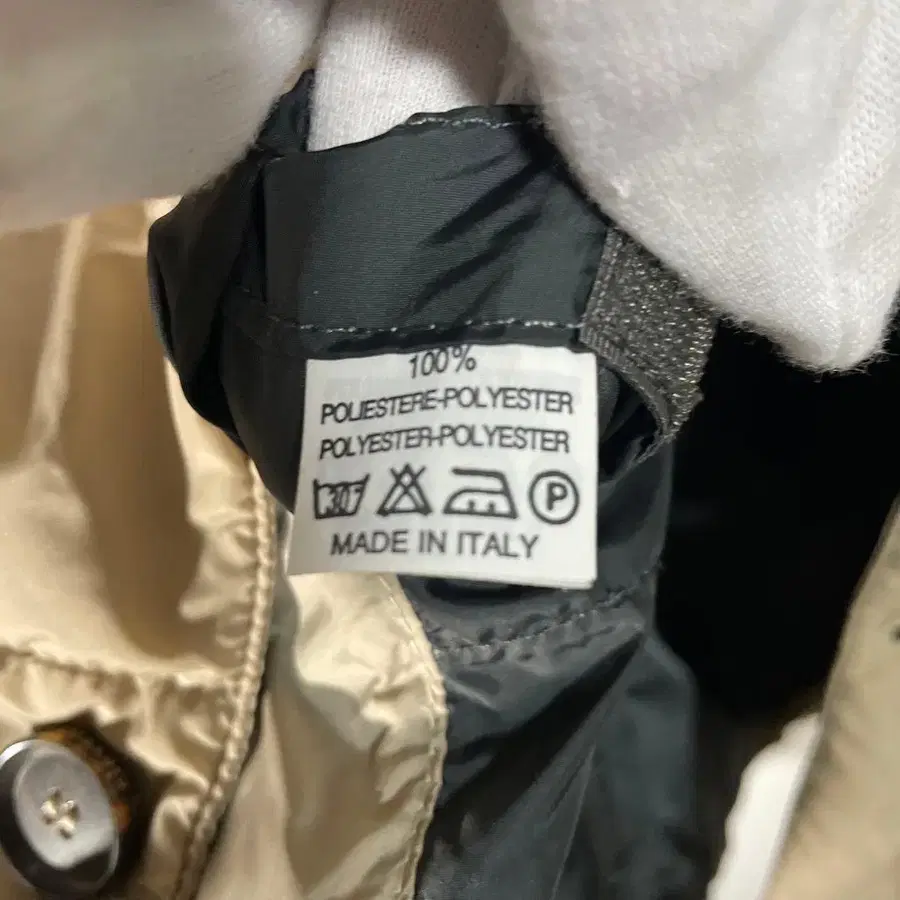 100%
POLIESTERE-POLYESTER
POLYESTER-POLYESTER
30° P
MADE IN ITALY